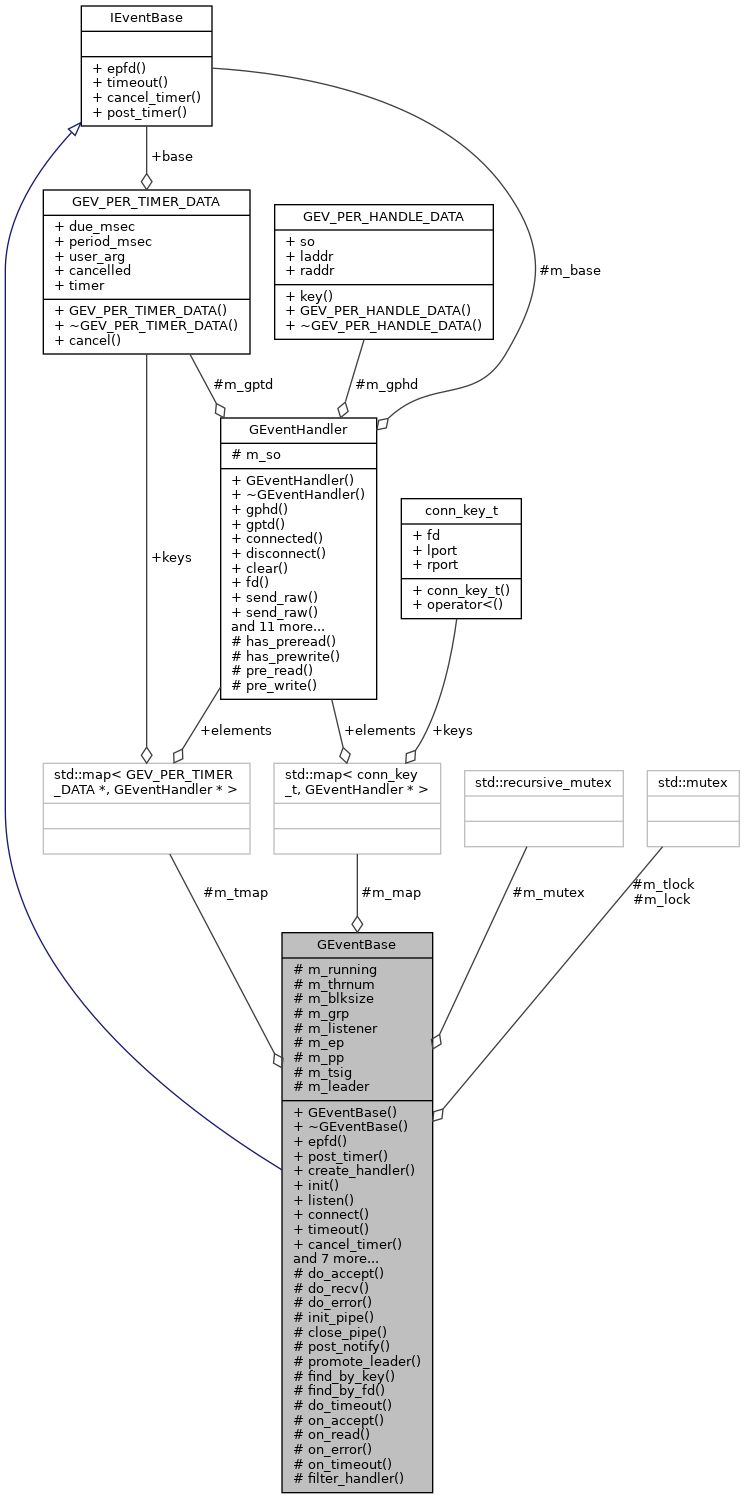 IEventBase
+ epfd()
+ timeout()
+ cancel_timer()
+ post_timer()
+base
#m_base
GEV_PER_TIMER_DATA
+ due_msec
+ period_msec
+ user_arg
+ cancelled
+ timer
+ GEV_PER_TIMER_DATA()
+ ~GEV_PER_TIMER_DATA()
+ cancel()
GEV_PER_HANDLE_DATA
+ so
+ laddr
+ raddr
+ key()
+ GEV_PER_HANDLE_DATA()
+ ~GEV_PER_HANDLE_DATA()
#m_gptd
#m_gphd
GEventHandler
# m_so
+ GEventHandler()
+ ~GEventHandler()
+ gphd()
+ gptd()
+ connected()
+ disconnect()
+ clear()
+ fd()
+ send_raw()
+ send_raw()
and 11 more...
# has_preread()
# has_prewrite()
# pre_read()
# pre_write()
conn_key_t
+ fd
+ lport
+ rport
+ conn_key_t()
+ operator<()
+keys
+elements
+elements
+keys
std::map< GEV_PER_TIMER
_DATA *, GEventHandler * >
std::map< conn_key
_t, GEventHandler * >
std::recursive_mutex
std::mutex
#m_tmap
#m_map
#m_mutex
#m_tlock
#m_lock
GEventBase
# m_running
# m_thrnum
# m_blksize
# m_grp
# m_listener
# m_ep
# m_pp
# m_tsig
# m_leader
+ GEventBase()
+ ~GEventBase()
+ epfd()
+ post_timer()
+ create_handler()
+ init()
+ listen()
+ connect()
+ timeout()
+ cancel_timer()
and 7 more...
# do_accept()
# do_recv()
# do_error()
# init_pipe()
# close_pipe()
# post_notify()
# promote_leader()
# find_by_key()
# find_by_fd()
# do_timeout()
# on_accept()
# on_read()
# on_error()
# on_timeout()
# filter_handler()